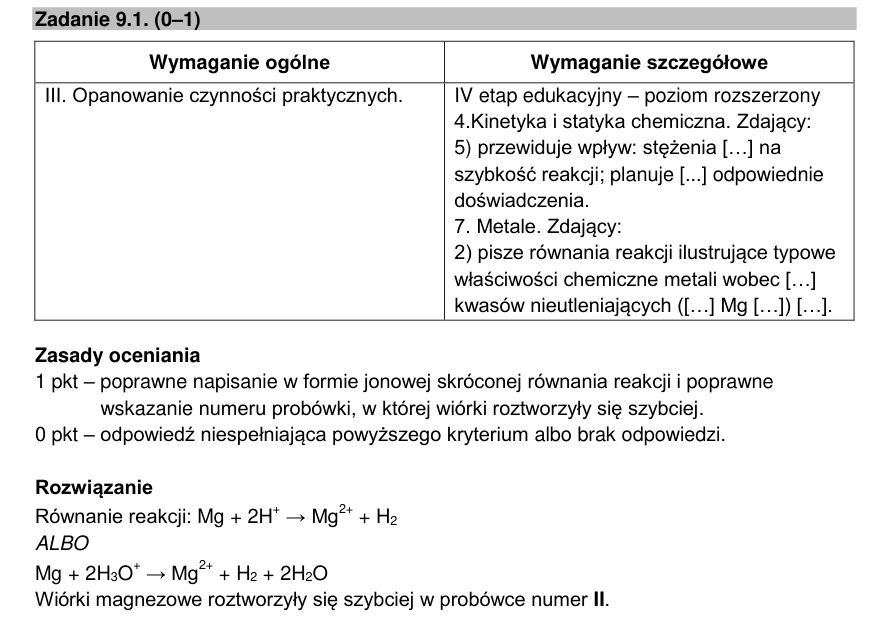 Zadanie 9.1. (0–1)
Wymaganie ogólne
Wymaganie szczegółowe
III. Opanowanie czynności praktycznych.
IV etap edukacyjny – poziom rozszerzony
4.Kinetyka i statyka chemiczna. Zdający:
5) przewiduje wpływ: stężenia […] na
szybkość reakcji; planuje [...] odpowiednie
doświadczenia.
7. Metale. Zdający:
2) pisze równania reakcji ilustrujące typowe
właściwości chemiczne metali wobec […]
kwasów nieutleniających ([…] Mg […]) […].
Zasady oceniania
1 pkt – poprawne napisanie w formie jonowej skróconej równania reakcji i poprawne
wskazanie numeru probówki, w której wiórki roztworzyły się szybciej.
0 pkt – odpowiedź niespełniająca powyższego kryterium albo brak odpowiedzi.
Rozwiązanie
Równanie reakcji: Mg + 2H⁺ → Mg²⁺ + H₂
ALBO
Mg + 2H₃O⁺ → Mg²⁺ + H₂ + 2H₂O
Wiórki magnezowe roztworzyły się szybciej w probówce numer II.